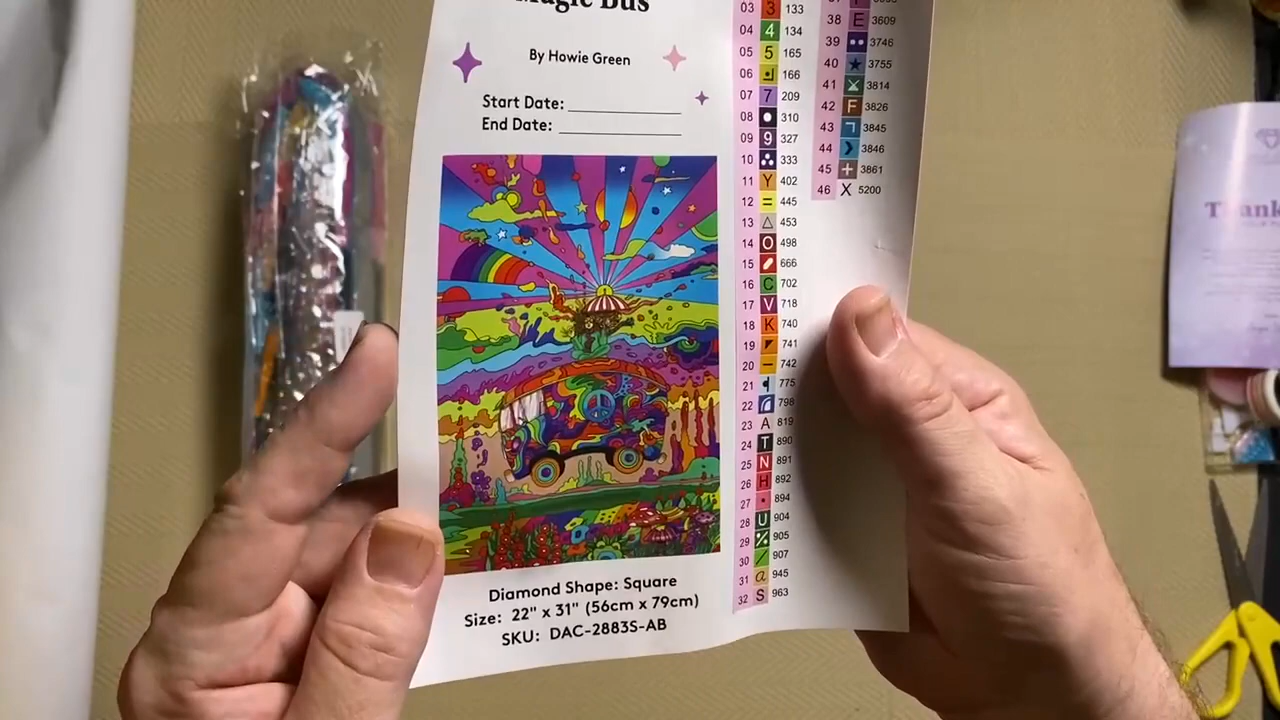 Magic Bus
By Howie Green
Start Date:
End Date:
Diamond Shape: Square
Size: 22" x 31" (56cm x 79cm)
SKU: DAC-2883S-AB
03 3 133
04 4 134
05 5 165
06 166
07 7 209
08 310
09 9 327
10 333
11 Y 402
12 = 445
13 △ 453
14 O 498
15 666
16 C 702
17 V 718
18 K 740
19 741
20 − 742
21 775
22 798
23 A 819
24 T 890
25 N 891
26 H 892
27 894
28 U 904
29 905
30 / 907
31 a 945
32 S 963
38 E 3609
39 3746
40 ★ 3755
41 3814
42 F 3826
43 3845
44 3846
45 + 3861
46 X 5200